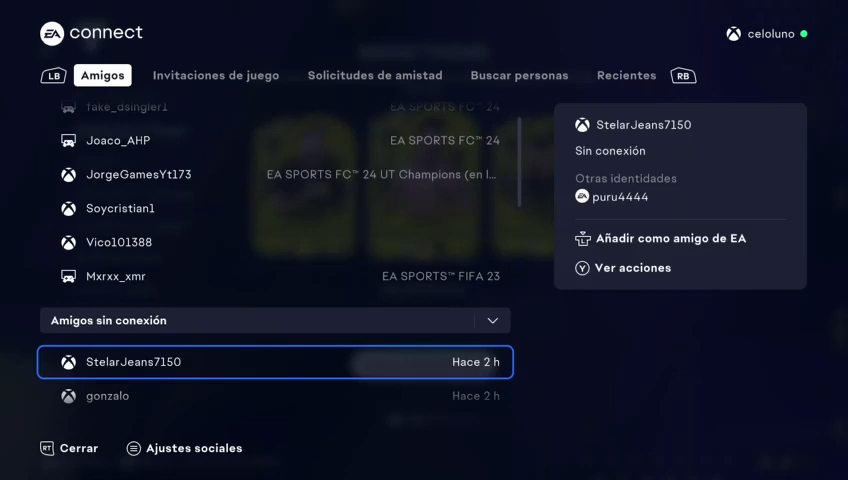 EA connect
celoluno
LB Amigos Invitaciones de juego Solicitudes de amistad Buscar personas Recientes RB
fake_dsingler1 EA SPORTS FC™ 24
Joaco_AHP EA SPORTS FC™ 24
JorgeGamesYt173 EA SPORTS FC™ 24 UT Champions (en l...
Soycristian1
Vico101388
Mxrxx_xmr EA SPORTS™ FIFA 23
Amigos sin conexión
StelarJeans7150 Hace 2 h
gonzalo Hace 2 h
StelarJeans7150
Sin conexión
Otras identidades
EA puru4444
LT Añadir como amigo de EA
Y Ver acciones
RT Cerrar Ajustes sociales